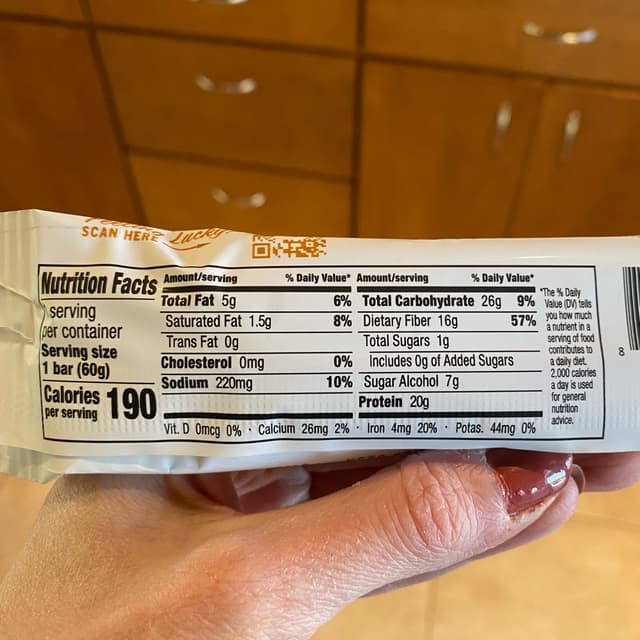 SCAN HERE Lucky?
Nutrition Facts
serving
per container
Serving size
1 bar (60g)
Calories 190
per serving
Amount/serving % Daily Value*
Total Fat 5g 6%
Saturated Fat 1.5g 8%
Trans Fat 0g
Cholesterol 0mg 0%
Sodium 220mg 10%
Amount/serving % Daily Value*
Total Carbohydrate 26g 9%
Dietary Fiber 16g 57%
Total Sugars 1g
Includes 0g of Added Sugars
Sugar Alcohol 7g
Protein 20g
Vit. D 0mcg 0% · Calcium 26mg 2% · Iron 4mg 20% · Potas. 44mg 0%
*The % Daily
Value (DV) tells
you how much
a nutrient in a
serving of food
contributes to
a daily diet.
2,000 calories
a day is used
for general
nutrition
advice.
8